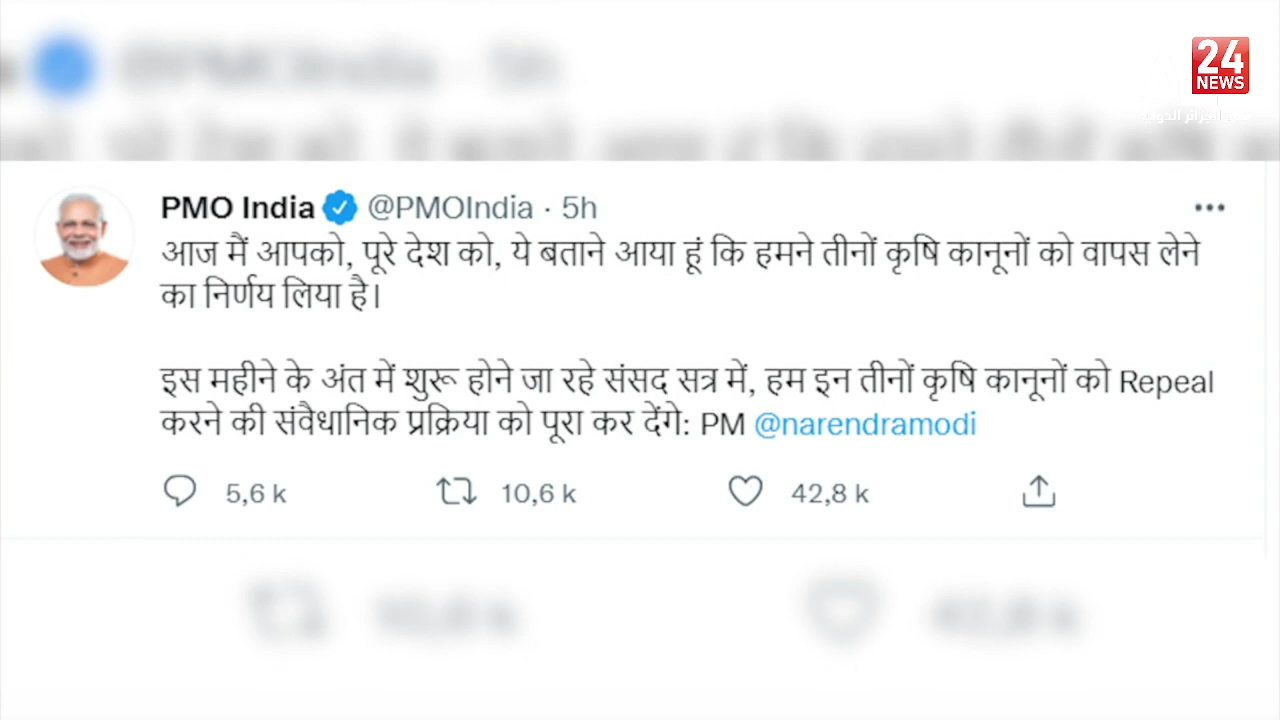 24
NEWS
PMO India @PMOIndia · 5h
आज मैं आपको, पूरे देश को, ये बताने आया हूं कि हमने तीनों कृषि कानूनों को वापस लेने
का निर्णय लिया है।
इस महीने के अंत में शुरू होने जा रहे संसद सत्र में, हम इन तीनों कृषि कानूनों को Repeal
करने की संवैधानिक प्रक्रिया को पूरा कर देंगे: PM @narendramodi
5,6 k 10,6 k 42,8 k